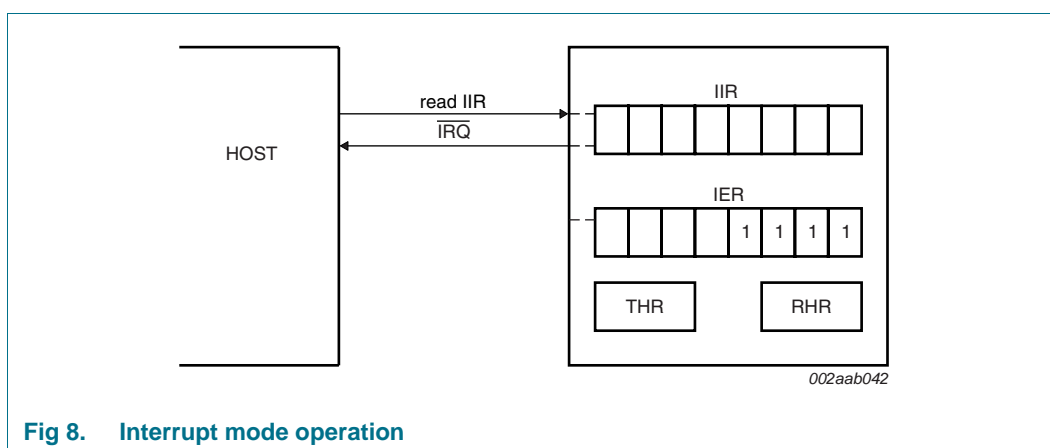 read IIR
IIR
IRQ
HOST
IER
1 1 1 1
THR
RHR
002aab042
Fig 8. Interrupt mode operation